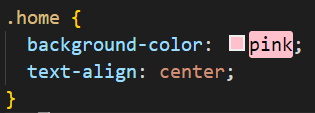 .home {
  background-color: pink;
  text-align: center;
}